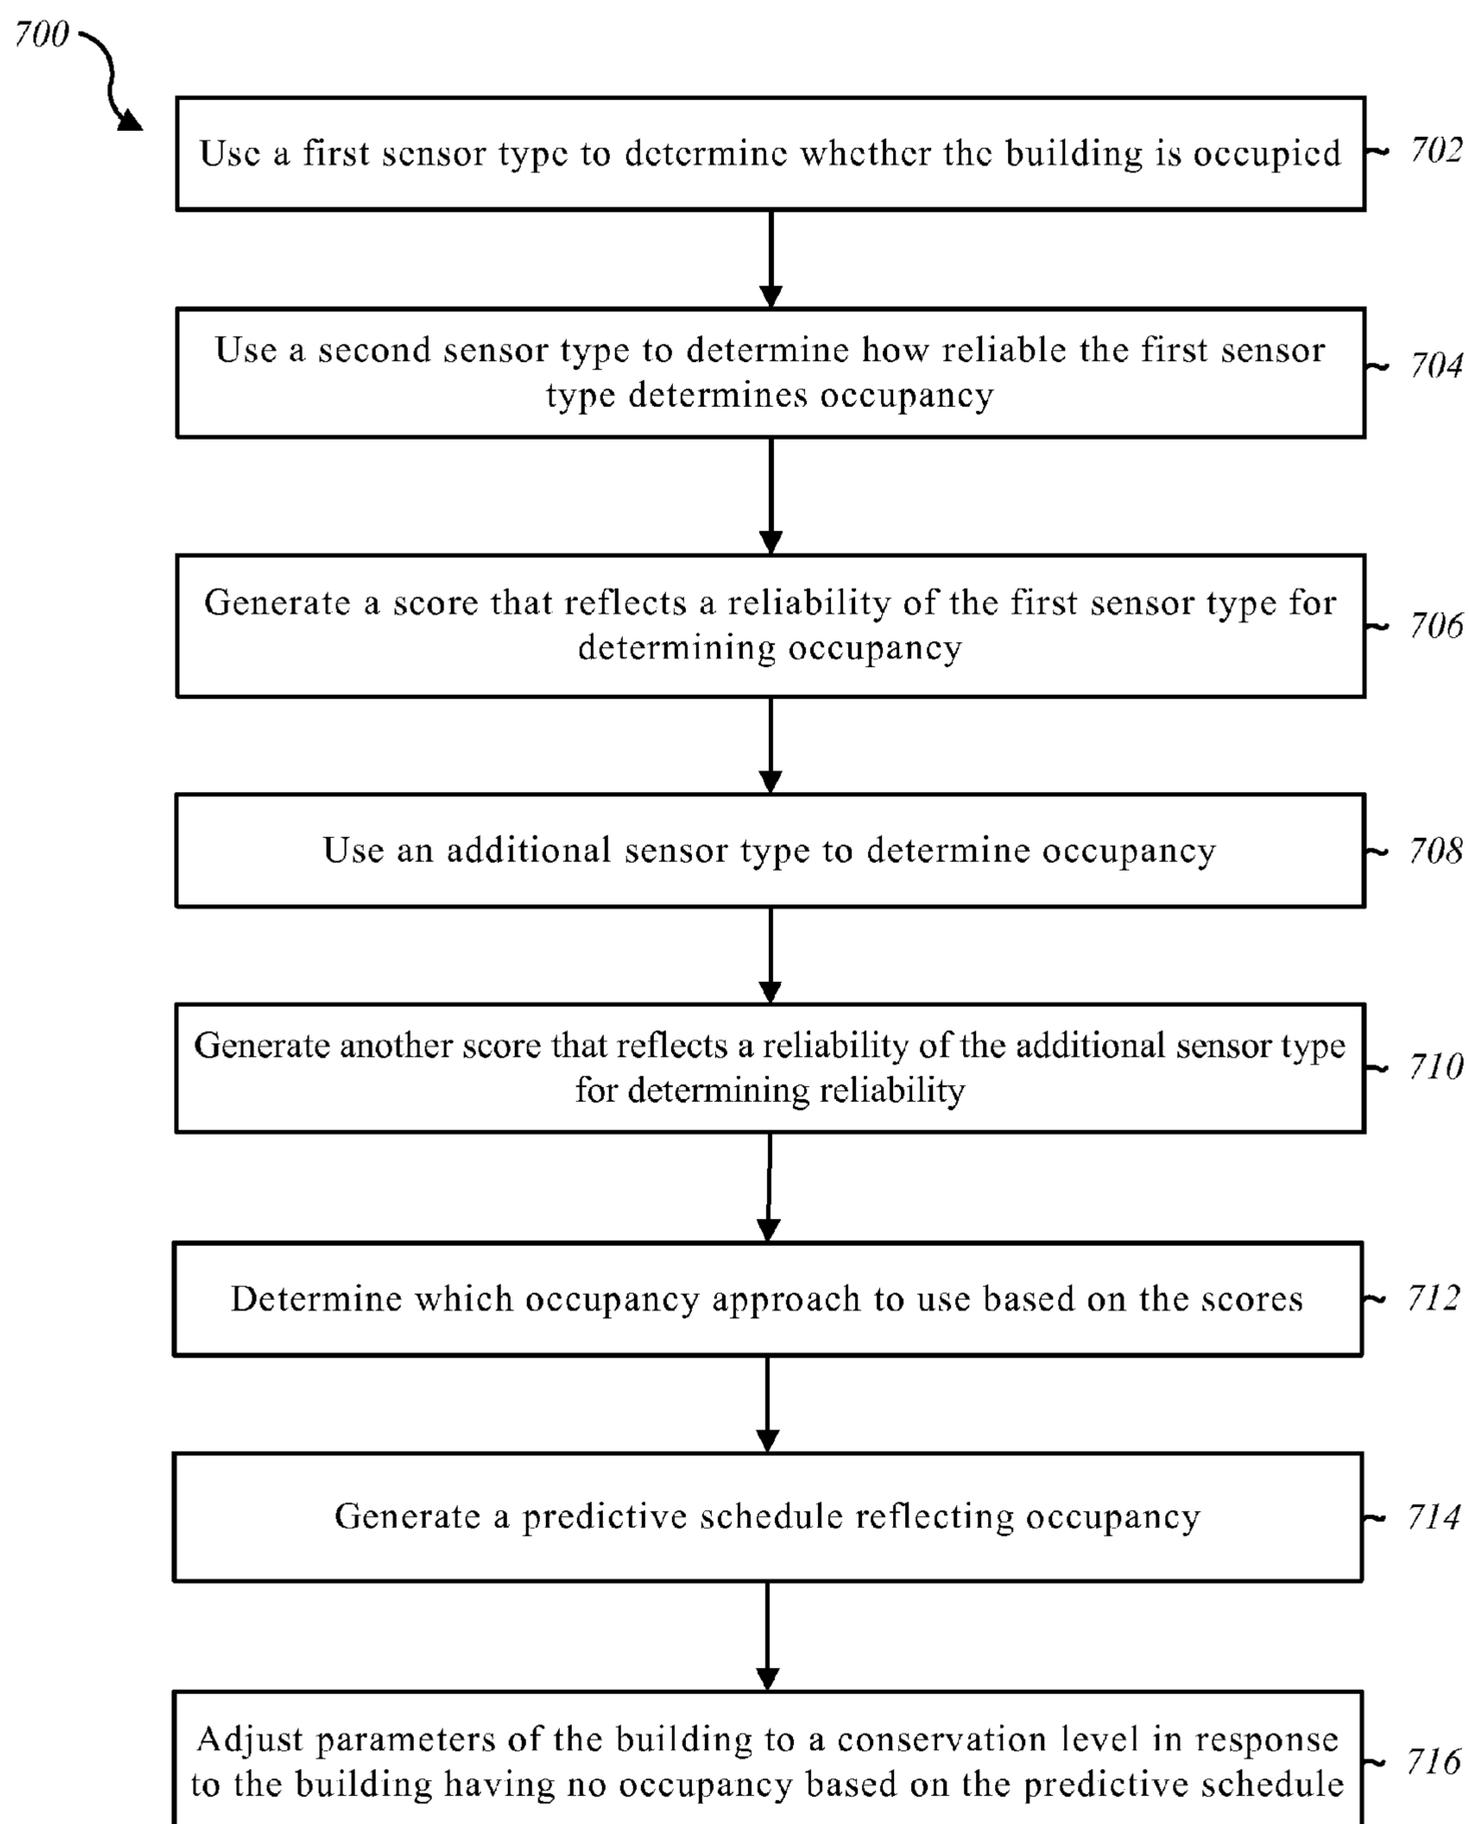 700
Use a first sensor type to determine whether the building is occupied
702
Use a second sensor type to determine how reliable the first sensor
type determines occupancy
704
Generate a score that reflects a reliability of the first sensor type for
determining occupancy
706
Use an additional sensor type to determine occupancy
708
Generate another score that reflects a reliability of the additional sensor type
for determining reliability
710
Determine which occupancy approach to use based on the scores
712
Generate a predictive schedule reflecting occupancy
714
Adjust parameters of the building to a conservation level in response
to the building having no occupancy based on the predictive schedule
716